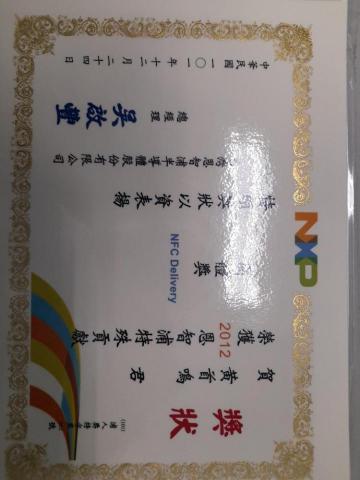 NXP
獎狀
賀 黃首鳴 君
榮獲 2012 恩智浦特殊貢獻
獎 NFC Delivery
特頒獎狀以資表揚
恩智浦半導體股份有限公司
總經理 吳啟豐
中華民國一〇一年十二月二十四日